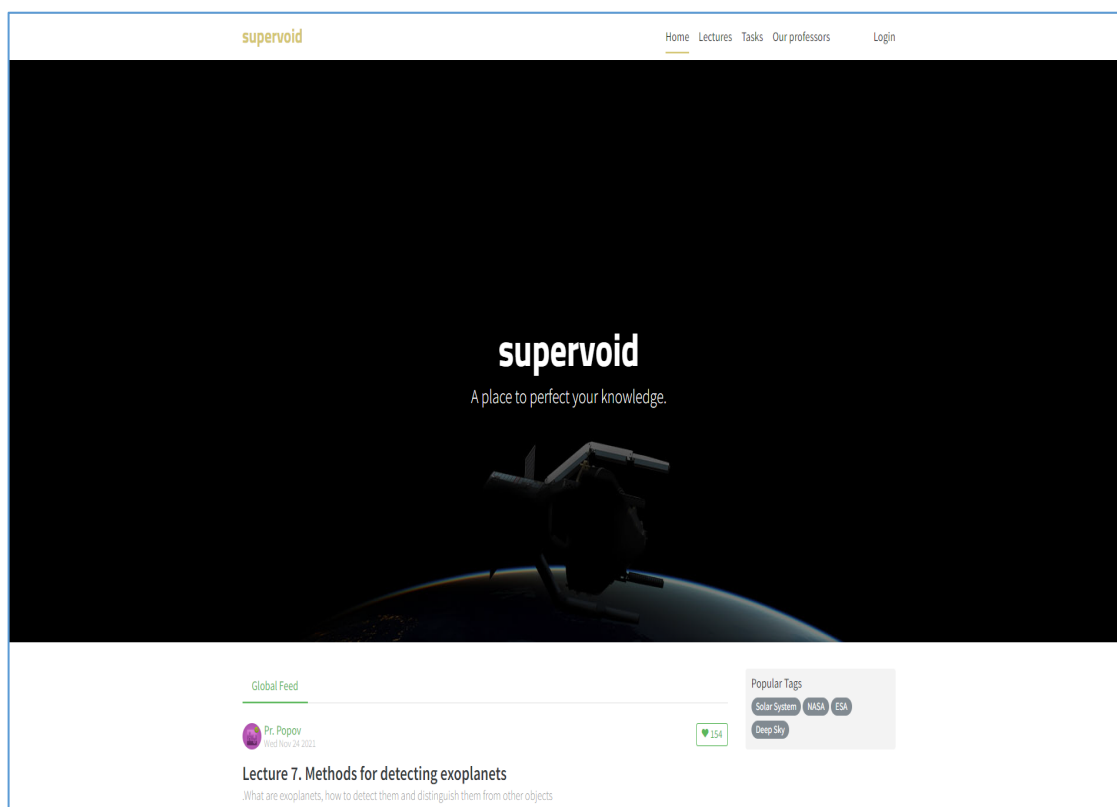 supervoid
Home Lectures Tasks Our professors Login
supervoid
A place to perfect your knowledge.
Global Feed
Pr. Popov
Wed Nov 24 2021
154
Lecture 7. Methods for detecting exoplanets
.What are exoplanets, how to detect them and distinguish them from other objects
Popular Tags
Solar System NASA ESA
Deep Sky